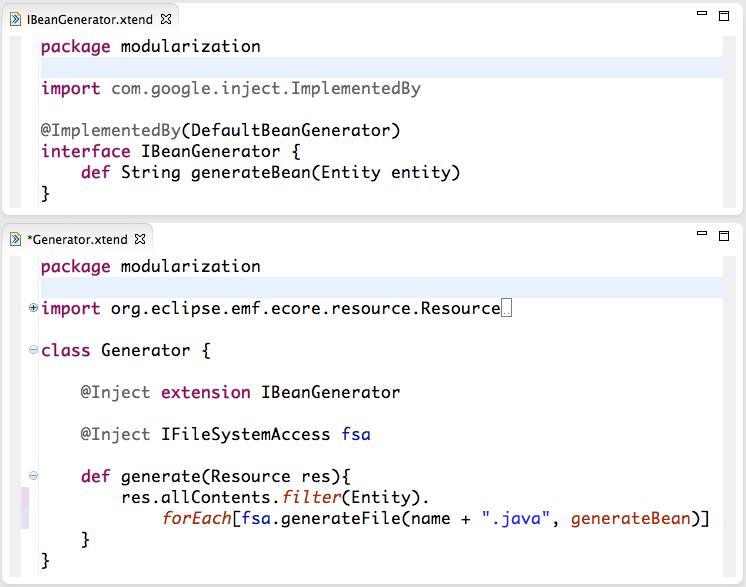 IBeanGenerator.xtend
package modularization
import com.google.inject.ImplementedBy
@ImplementedBy(DefaultBeanGenerator)
interface IBeanGenerator {
    def String generateBean(Entity entity)
}
*Generator.xtend
package modularization
import org.eclipse.emf.ecore.resource.Resource..
class Generator {
    @Inject extension IBeanGenerator
    @Inject IFileSystemAccess fsa
    def generate(Resource res){
        res.allContents.filter(Entity).
            forEach[fsa.generateFile(name + ".java", generateBean)]
    }
}